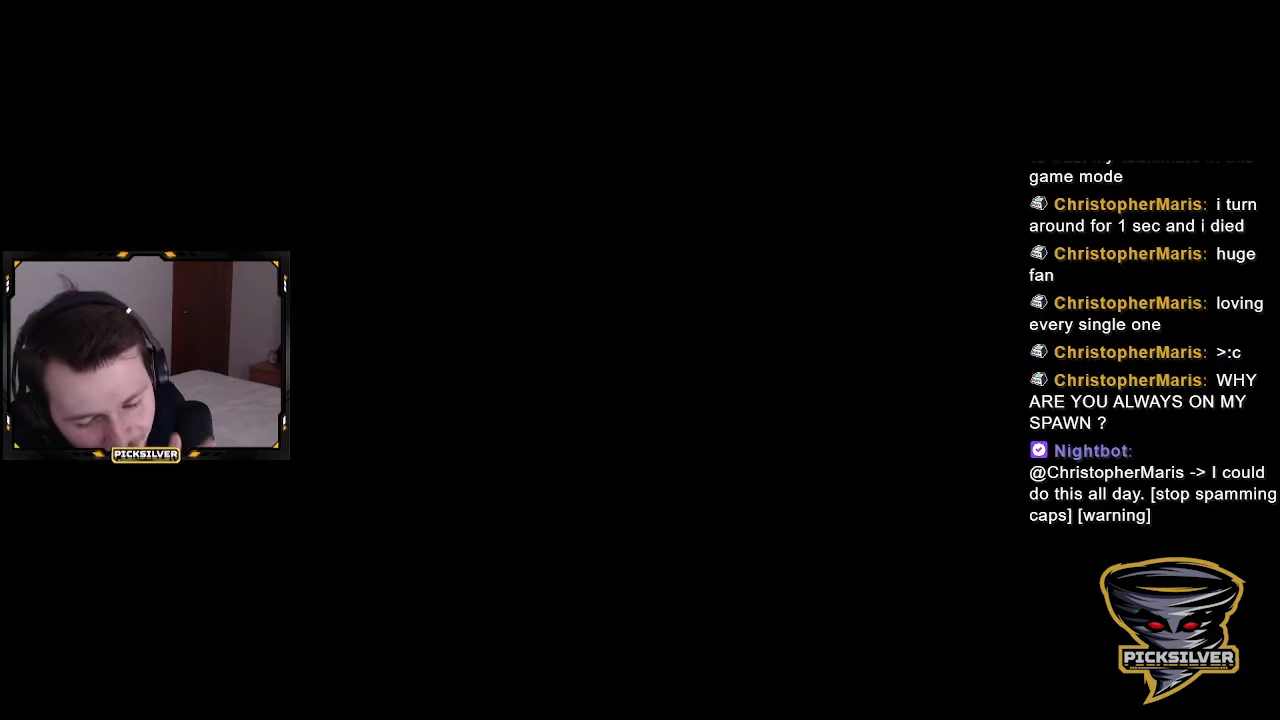 game mode
ChristopherMaris: i turn
around for 1 sec and i died
ChristopherMaris: huge
fan
ChristopherMaris: loving
every single one
ChristopherMaris: >:c
ChristopherMaris: WHY
ARE YOU ALWAYS ON MY
SPAWN ?
Nightbot:
@ChristopherMaris -> I could
do this all day. [stop spamming
caps] [warning]
PICKSILVER
PICKSILVER